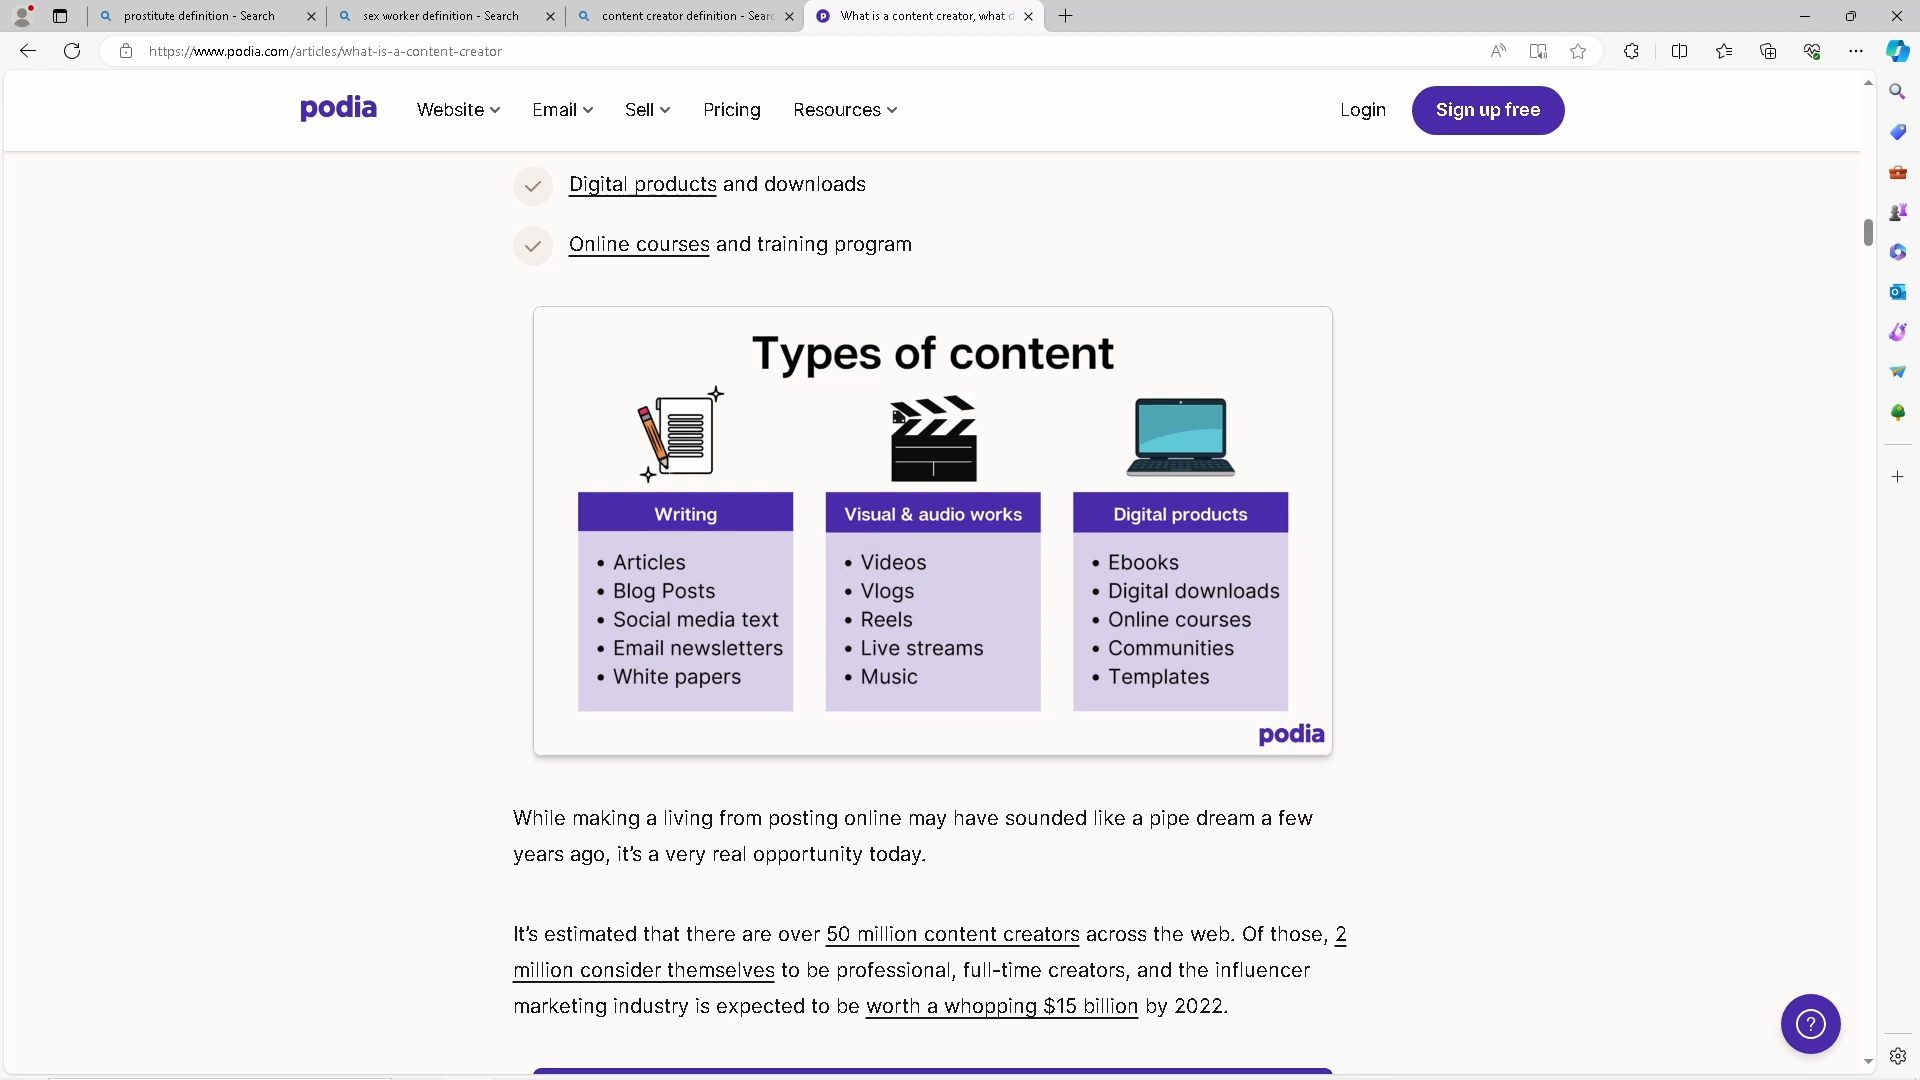 prostitute definition - Search
sex worker definition - Search
content creator definition - Searc
What is a content creator, what d
https://www.podia.com/articles/what-is-a-content-creator
podia
Website
Email
Sell
Pricing
Resources
Login
Sign up free
Digital products and downloads
Online courses and training program
Types of content
Writing
• Articles
• Blog Posts
• Social media text
• Email newsletters
• White papers
Visual & audio works
• Videos
• Vlogs
• Reels
• Live streams
• Music
Digital products
• Ebooks
• Digital downloads
• Online courses
• Communities
• Templates
podia
While making a living from posting online may have sounded like a pipe dream a few
years ago, it's a very real opportunity today.
It's estimated that there are over 50 million content creators across the web. Of those, 2
million consider themselves to be professional, full-time creators, and the influencer
marketing industry is expected to be worth a whopping $15 billion by 2022.